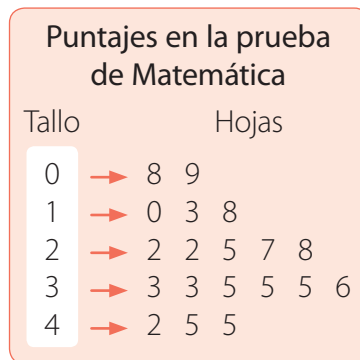 Puntajes en la prueba
de Matemática
Tallo Hojas
0 → 8 9
1 → 0 3 8
2 → 2 2 5 7 8
3 → 3 3 5 5 5 6
4 → 2 5 5